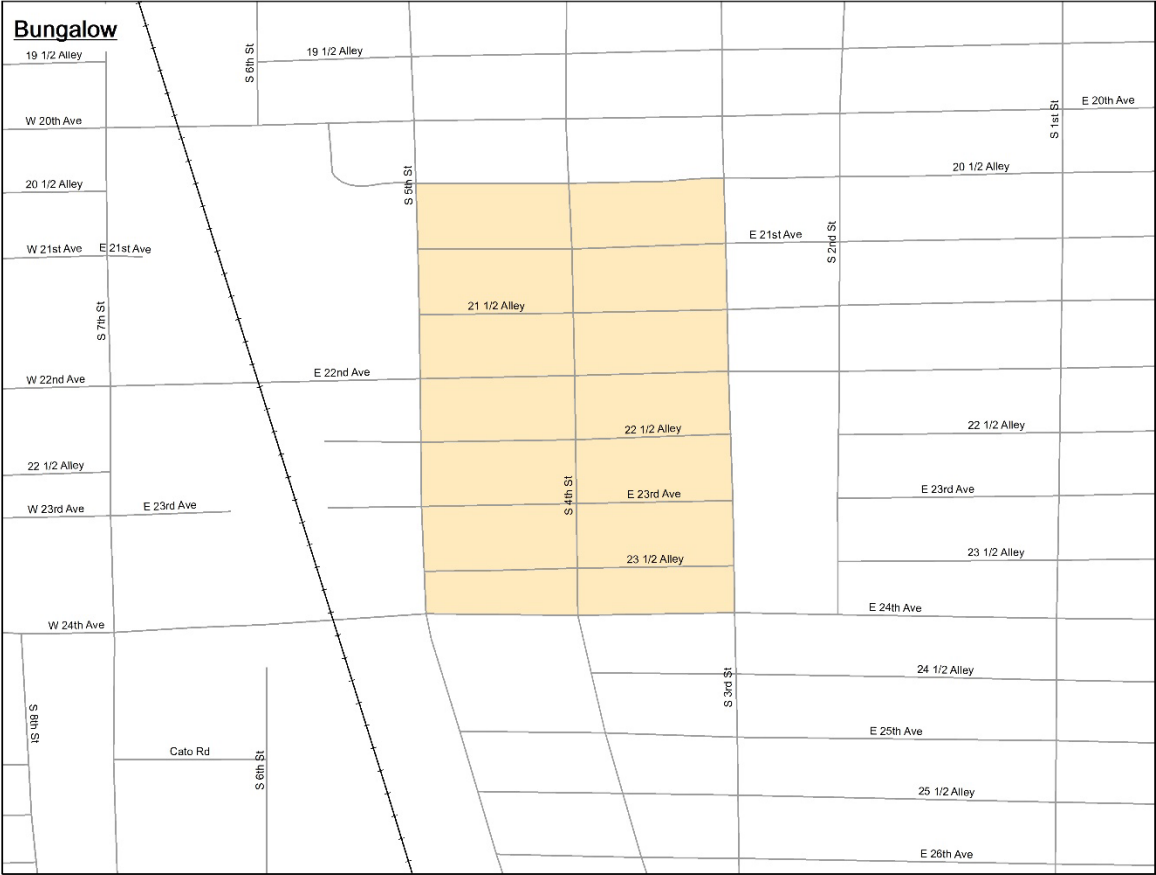 Bungalow
19 1/2 Alley
S 6th St
19 1/2 Alley
E 20th Ave
S 1st St
W 20th Ave
20 1/2 Alley
20 1/2 Alley
S 5th St
E 21st Ave
S 2nd St
W 21st Ave
E 21st Ave
21 1/2 Alley
S 7th St
E 22nd Ave
W 22nd Ave
22 1/2 Alley
22 1/2 Alley
22 1/2 Alley
E 23rd Ave
E 23rd Ave
S 4th St
W 23rd Ave
E 23rd Ave
23 1/2 Alley
23 1/2 Alley
E 24th Ave
W 24th Ave
24 1/2 Alley
S 3rd St
S 8th St
E 25th Ave
Cato Rd
S 6th St
25 1/2 Alley
E 26th Ave